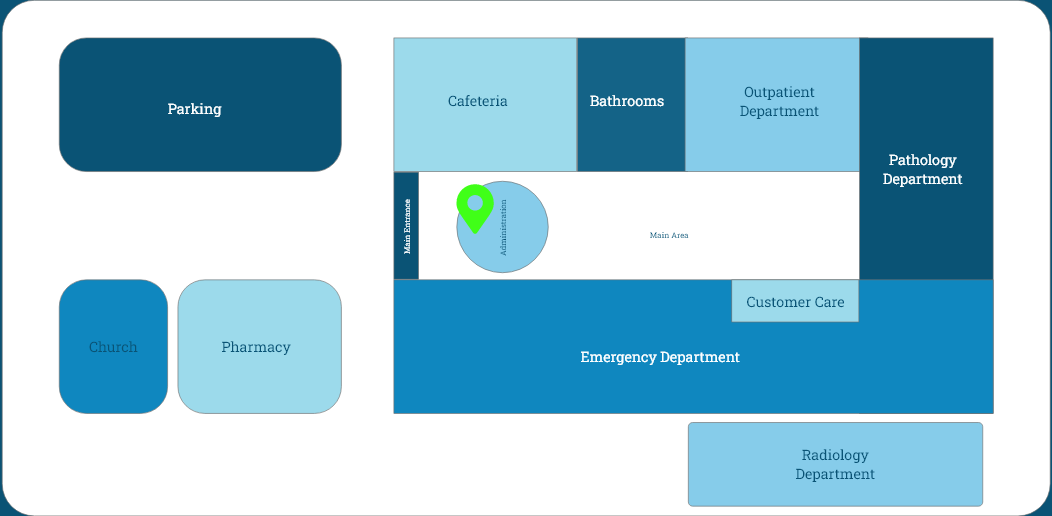 Parking
Cafeteria
Bathrooms
Outpatient
Department
Pathology
Department
Main Entrance
Administration
Main Area
Customer Care
Church
Pharmacy
Emergency Department
Radiology
Department